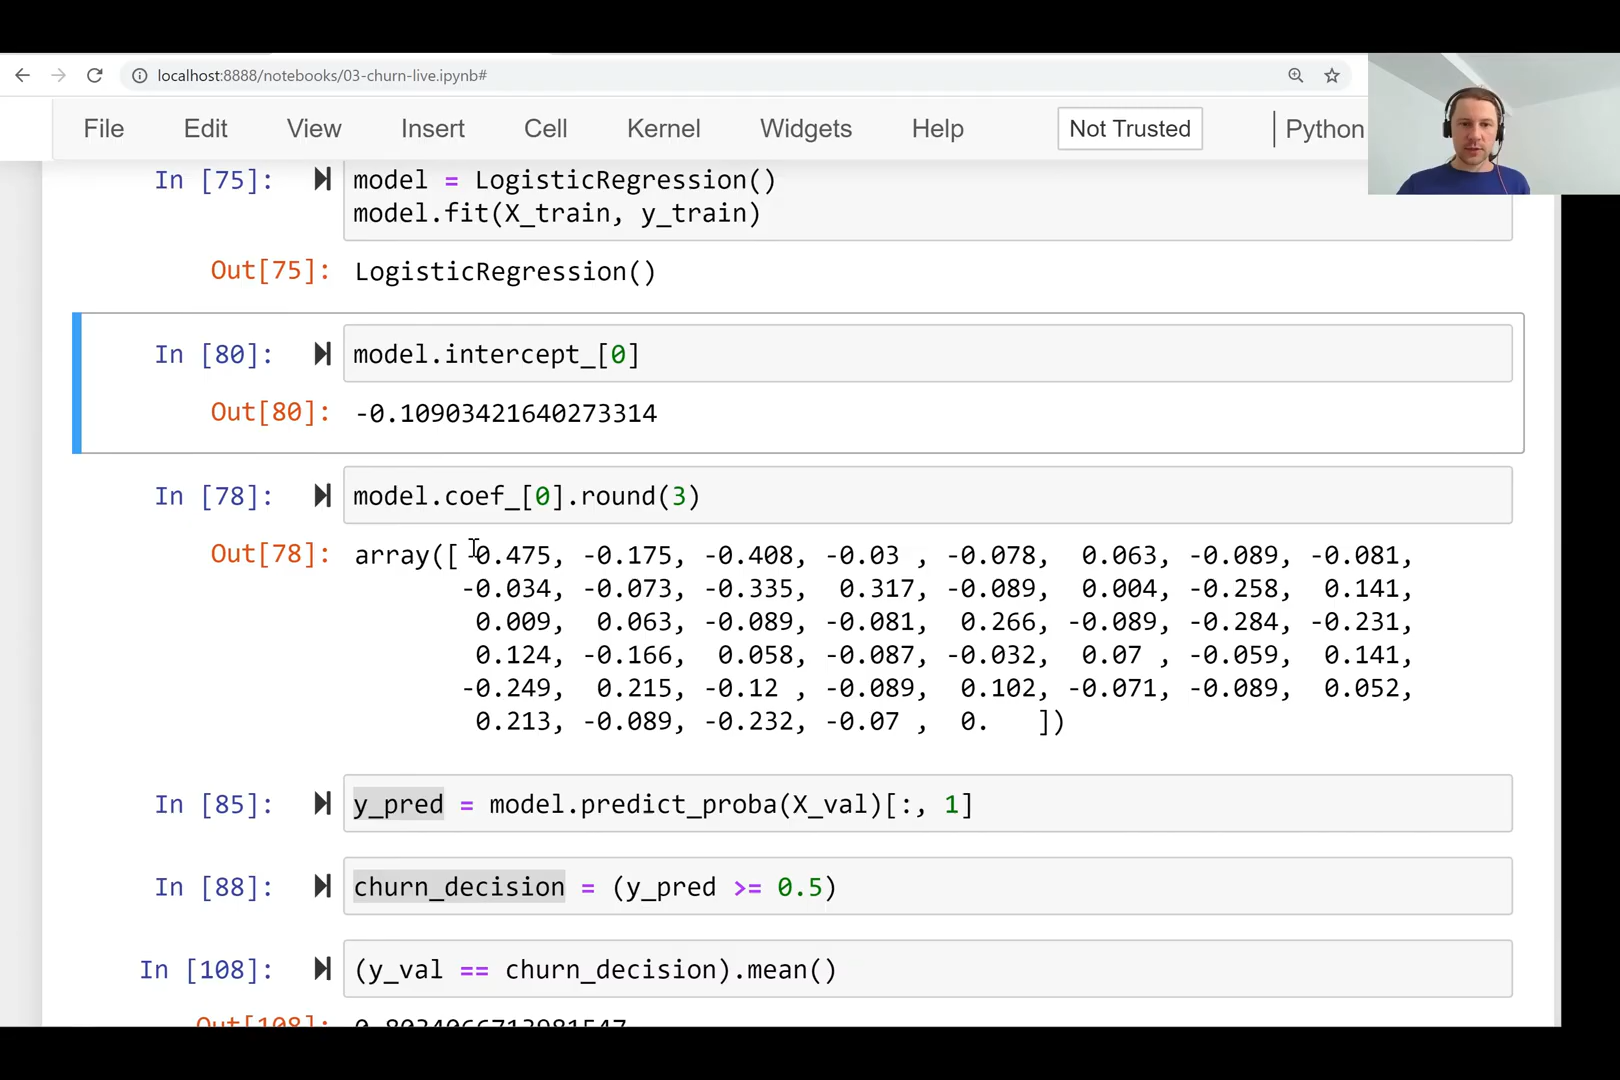 localhost:8888/notebooks/03-churn-live.ipynb#
File Edit View Insert Cell Kernel Widgets Help Not Trusted Python
In [75]: model = LogisticRegression()
model.fit(X_train, y_train)
Out[75]: LogisticRegression()
In [80]: model.intercept_[0]
Out[80]: -0.10903421640273314
In [78]: model.coef_[0].round(3)
Out[78]: array([ 0.475, -0.175, -0.408, -0.03 , -0.078, 0.063, -0.089, -0.081,
-0.034, -0.073, -0.335, 0.317, -0.089, 0.004, -0.258, 0.141,
0.009, 0.063, -0.089, -0.081, 0.266, -0.089, -0.284, -0.231,
0.124, -0.166, 0.058, -0.087, -0.032, 0.07 , -0.059, 0.141,
-0.249, 0.215, -0.12 , -0.089, 0.102, -0.071, -0.089, 0.052,
0.213, -0.089, -0.232, -0.07 , 0. ])
In [85]: y_pred = model.predict_proba(X_val)[:, 1]
In [88]: churn_decision = (y_pred >= 0.5)
In [108]: (y_val == churn_decision).mean()
Out[108]: 0.8034066713981547